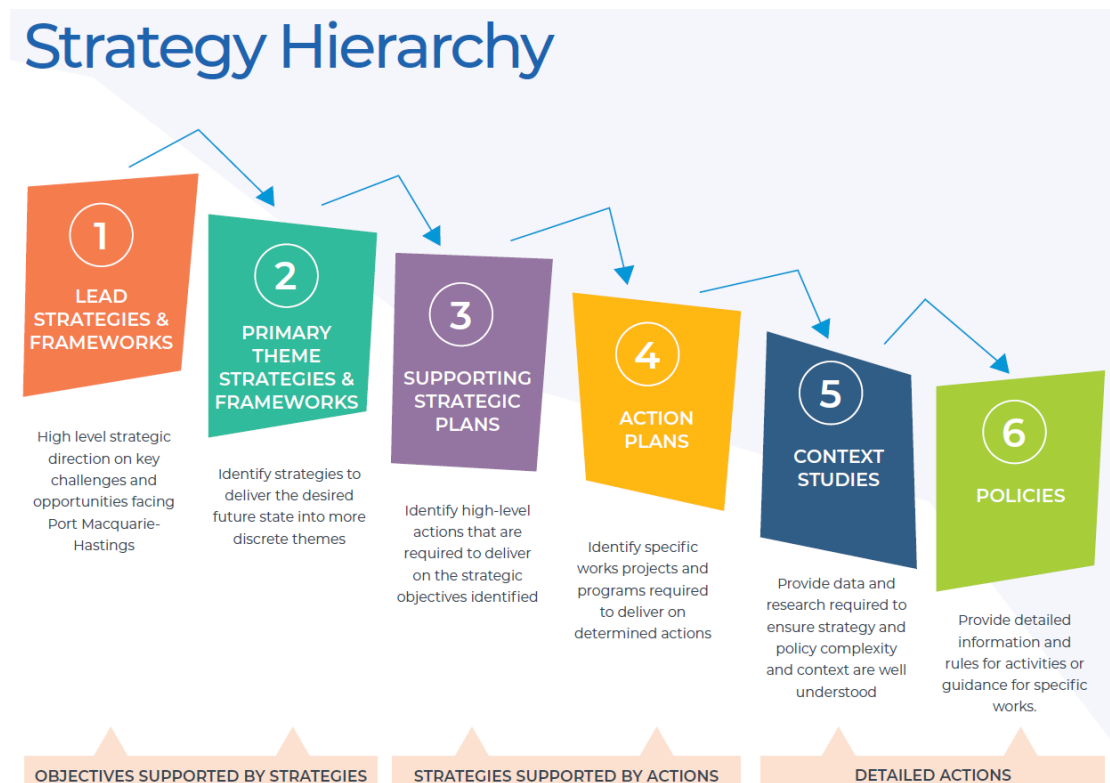 Strategy Hierarchy
1
LEAD
STRATEGIES &
FRAMEWORKS
High level strategic
direction on key
challenges and
opportunities facing
Port Macquarie-
Hastings
2
PRIMARY
THEME
STRATEGIES &
FRAMEWORKS
Identify strategies to
deliver the desired
future state into more
discrete themes
3
SUPPORTING
STRATEGIC
PLANS
Identify high-level
actions that are
required to deliver
on the strategic
objectives identified
4
ACTION
PLANS
Identify specific
works projects and
programs required
to deliver on
determined actions
5
CONTEXT
STUDIES
Provide data and
research required to
ensure strategy and
policy complexity
and context are well
understood
6
POLICIES
Provide detailed
information and
rules for activities or
guidance for specific
works.
OBJECTIVES SUPPORTED BY STRATEGIES
STRATEGIES SUPPORTED BY ACTIONS
DETAILED ACTIONS